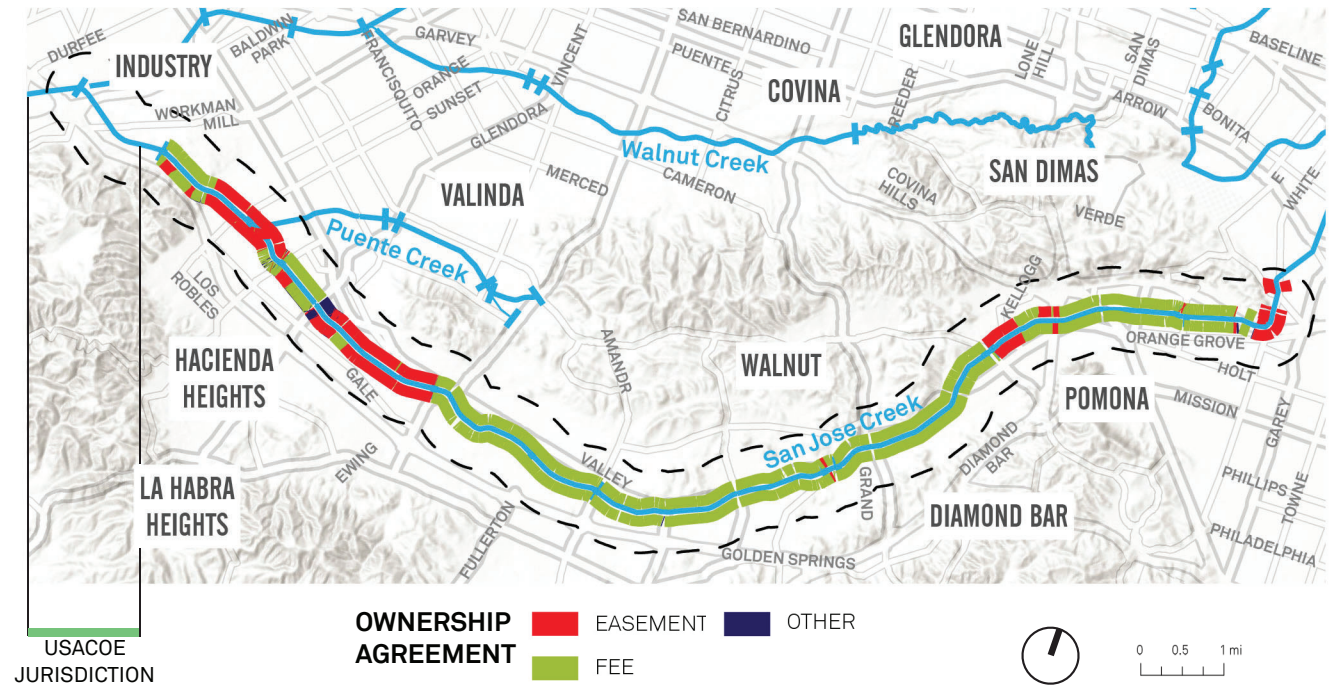 DURFEE
INDUSTRY
BALDWIN
PARK
FRANCISQUITO
GARVEY
ORANGE
SUNSET
GLENDORA
VINCENT
SAN BERNARDINO
PUENTE
CITRUS
COVINA
GLENDORA
REEDER
LONE
HILL
SAN
DIMAS
ARROW
BASELINE
BONITA
E
WHITE
WORKMAN
MILL
VALINDA
MERCED
Walnut Creek
CAMERON
COVINA
HILLS
SAN DIMAS
VERDE
Puente Creek
LOS
ROBLES
HACIENDA
HEIGHTS
GALE
AMANDR
WALNUT
KELLOGG
ORANGE GROVE
HOLT
POMONA
MISSION
GAREY
San Jose Creek
VALLEY
GRAND
DIAMOND
BAR
EWING
LA HABRA
HEIGHTS
FULLERTON
GOLDEN SPRINGS
DIAMOND BAR
PHILLIPS
TOWNE
PHILADELPHIA
USACOE
JURISDICTION
OWNERSHIP
AGREEMENT
EASEMENT
OTHER
FEE
0 0.5 1 mi